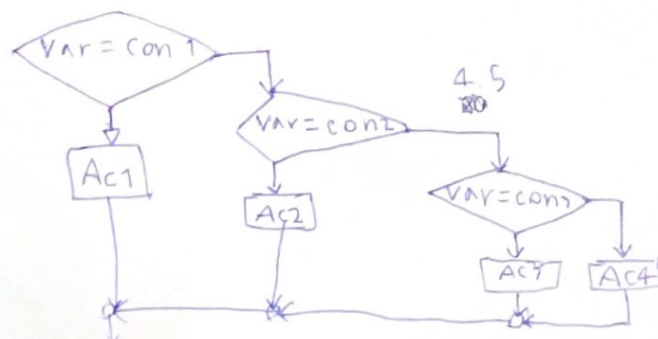 Var = con 1
4.5
Var=con2
Ac1
Var=con3
Ac2
Ac3
Ac4